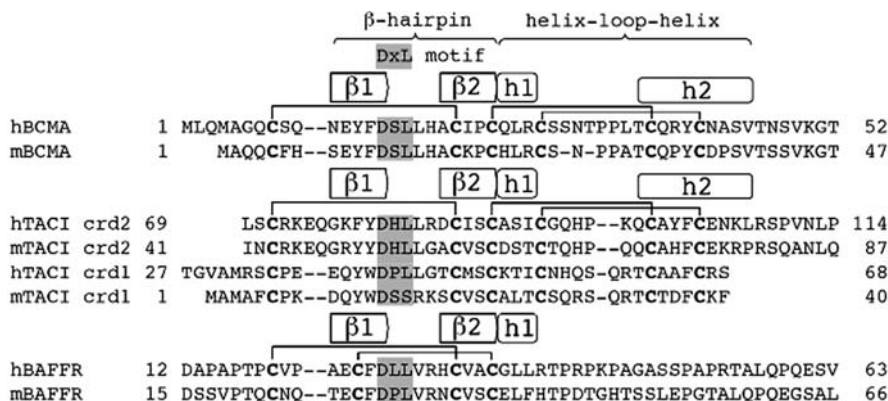 β-hairpin helix-loop-helix
DxL motif
β1 β2 h1 h2
hBCMA 1 MLQMAGQCSQ--NEYFDSLLHACIPCQLRCSSNTPPLTCQRYCNASVTNSVKGT 52
mBCMA 1 MAQQCFH--SEYFDSLLHACKPCHLRCS-N-PPATCQPYCDPSVTSSVKGT 47
β1 β2 h1 h2
hTACI crd2 69 LSCRKEQGKFYYDHLLRDCISCASICGQHP--KQCAYFCENKLRSPVNLP 114
mTACI crd2 41 INCRKEQGRYYDHLLGACVSCDSTCTQHP--QQCAHFCEKRPRSQANLQ 87
hTACI crd1 27 TGVAMRSCPE--EQYWDPLLGTCMSCKTICNHQS-QRTCAAFCRS 68
mTACI crd1 1 MAMAFCPK--DQYWDSSRKSCVSCALTCSQRS-QRTCTDFCKF 40
β1 β2 h1
hBAFFR 12 DAPAPTPCVP--AECFDLLVRHCVACGLLRTPRPKPAGASSPAPRTALQPQESV 63
mBAFFR 15 DSSVPTQCNQ--TECFDPLVRNCVSCELFHTPDTGHTSSLEPGTALQPQEGSAL 66